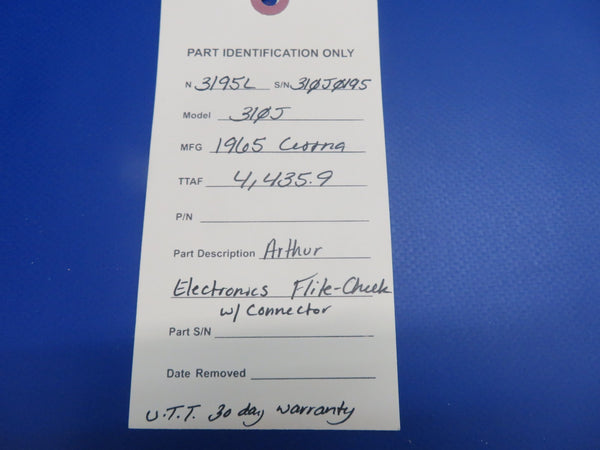 PART IDENTIFICATION ONLY
N 3195L S/N 310J0195
Model 310J
MFG 1965 Cessna
TTAF 4,435.9
P/N
Part Description Arthur
Electronics Flite-Chek
w/ Connector
Part S/N
Date Removed
U.T.T. 30 day warranty